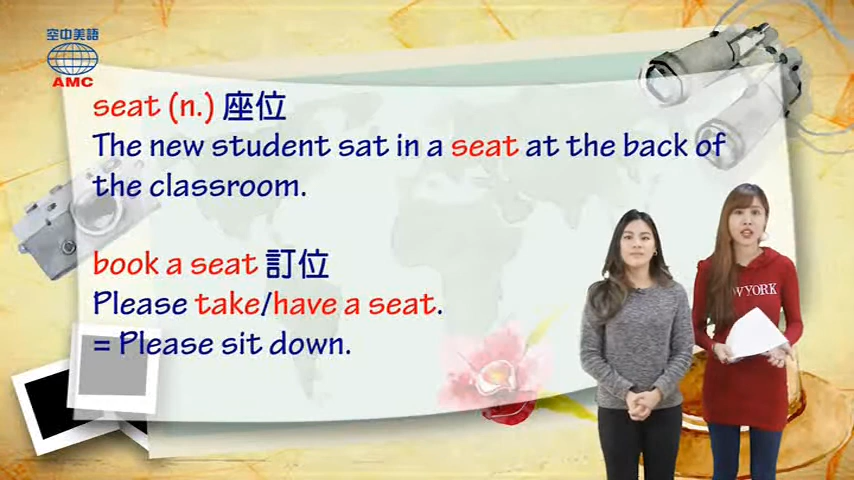 空中美語
AMC
seat (n.) 座位
The new student sat in a seat at the back of
the classroom.
book a seat 訂位
Please take/have a seat.
= Please sit down.
W YORK